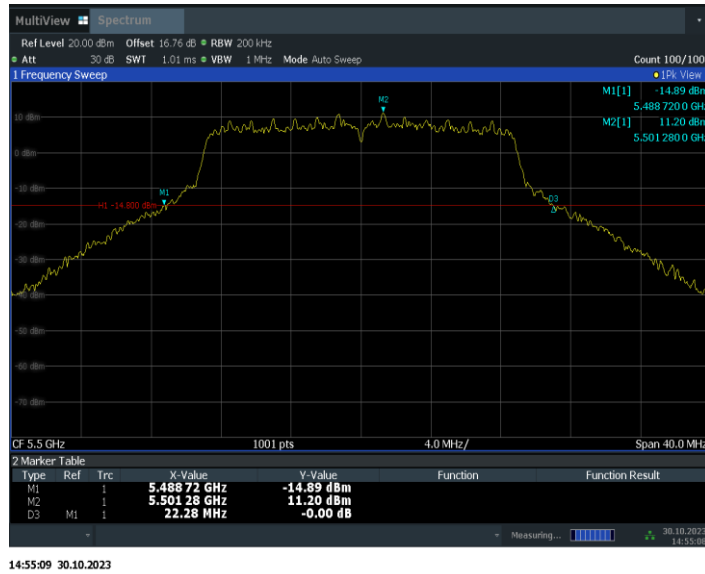 MultiView Spectrum
Ref Level 20.00 dBm Offset 16.76 dB RBW 200 kHz
Att 30 dB SWT 1.01 ms VBW 1 MHz Mode Auto Sweep Count 100/100
1 Frequency Sweep 1Pk View
M1[1] -14.89 dBm
5.488 7200 GHz
M2[1] 11.20 dBm
5.501 2800 GHz
M2
10 dBm
0 dBm
-10 dBm
M1
H1 -14.800 dBm
D3
-20 dBm
-30 dBm
-40 dBm
-50 dBm
-60 dBm
-70 dBm
CF 5.5 GHz 1001 pts 4.0 MHz/ Span 40.0 MHz
2 Marker Table
Type Ref Trc X-Value Y-Value Function Function Result
M1 1 5.488 72 GHz -14.89 dBm
M2 1 5.501 28 GHz 11.20 dBm
D3 M1 1 22.28 MHz -0.00 dB
Measuring... 30.10.2023
14:55:08
14:55:09 30.10.2023